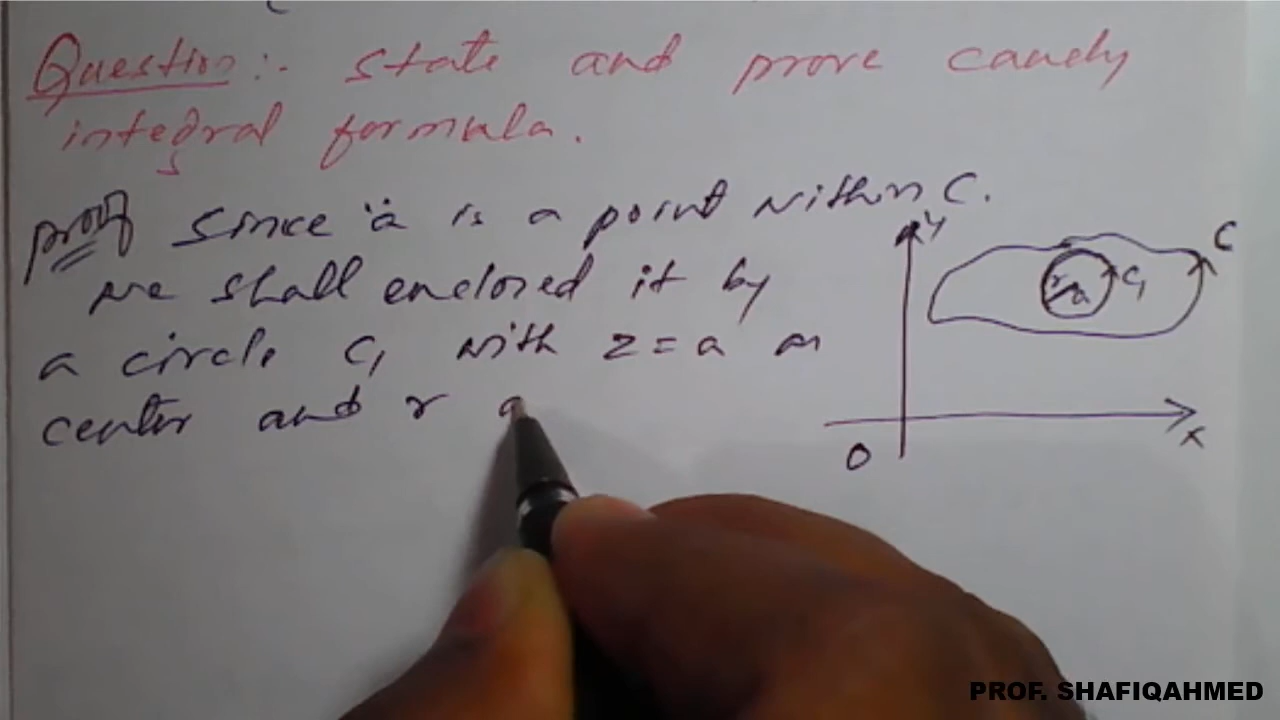 Question:- state and prove cauchy
integral formula.
proof Since 'a' is a point within C.
we shall enclosed it by
a circle C₁ with z = a as
center and r a
Y
C
r
a
C₁
O
X
PROF. SHAFIQAHMED